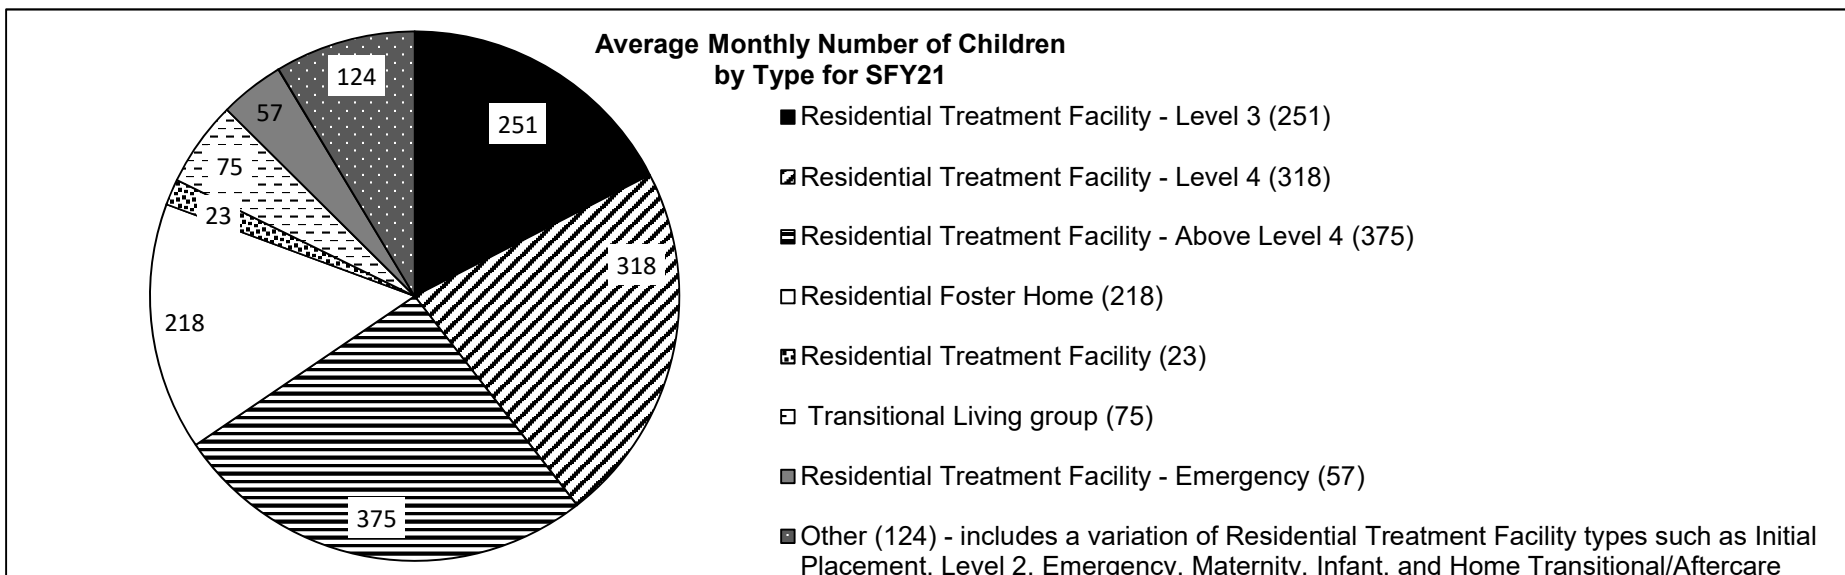 Average Monthly Number of Children
by Type for SFY21
124
57
251
75
23
318
218
375
Residential Treatment Facility - Level 3 (251)
Residential Treatment Facility - Level 4 (318)
Residential Treatment Facility - Above Level 4 (375)
Residential Foster Home (218)
Residential Treatment Facility (23)
Transitional Living group (75)
Residential Treatment Facility - Emergency (57)
Other (124) - includes a variation of Residential Treatment Facility types such as Initial
Placement, Level 2, Emergency, Maternity, Infant, and Home Transitional/Aftercare